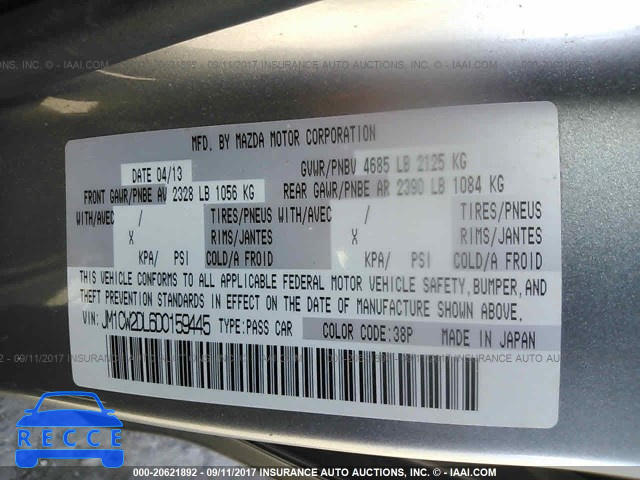 000-20621892 - 09/11/2017 INSURANCE AUTO AUCTIONS, INC. - © IAAI.COM
MFD. BY MAZDA MOTOR CORPORATION
DATE 04/13 GVWR/PNBV 4685 LB 2125 KG
FRONT GAWR/PNBE AV 2328 LB 1056 KG REAR GAWR/PNBE AR 2390 LB 1084 KG
WITH/AVEC / TIRES/PNEUS WITH/AVEC / TIRES/PNEUS
X RIMS/JANTES X RIMS/JANTES
KPA/ PSI COLD/A FROID KPA/ PSI COLD/A FROID
THIS VEHICLE CONFORMS TO ALL APPLICABLE FEDERAL MOTOR VEHICLE SAFETY, BUMPER, AND
THEFT PREVENTION STANDARDS IN EFFECT ON THE DATE OF MANUFACTURE SHOWN ABOVE.
VIN: JM1CW2DL6D0159445 TYPE:PASS CAR COLOR CODE:38P MADE IN JAPAN
RECCE
000-20621892 - 09/11/2017 INSURANCE AUTO AUCTIONS, INC. - © IAAI.COM